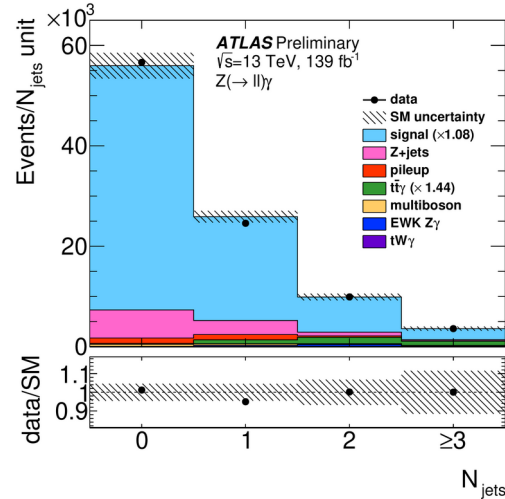 ×10³
60
40
20
0
Events/N_jets unit
ATLAS Preliminary
√s=13 TeV, 139 fb⁻¹
Z(→ ll)γ
data
SM uncertainty
signal (×1.08)
Z+jets
pileup
tt̄γ (× 1.44)
multiboson
EWK Zγ
tWγ
data/SM
1.1
1
0.9
0 1 2 ≥3
N_jets